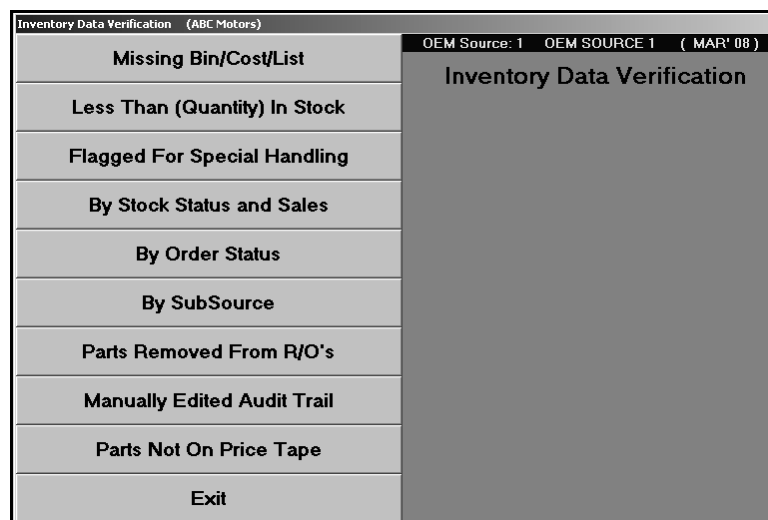 Inventory Data Verification (ABC Motors)
OEM Source: 1 OEM SOURCE 1 ( MAR' 08 )
Inventory Data Verification
Missing Bin/Cost/List
Less Than (Quantity) In Stock
Flagged For Special Handling
By Stock Status and Sales
By Order Status
By SubSource
Parts Removed From R/O's
Manually Edited Audit Trail
Parts Not On Price Tape
Exit